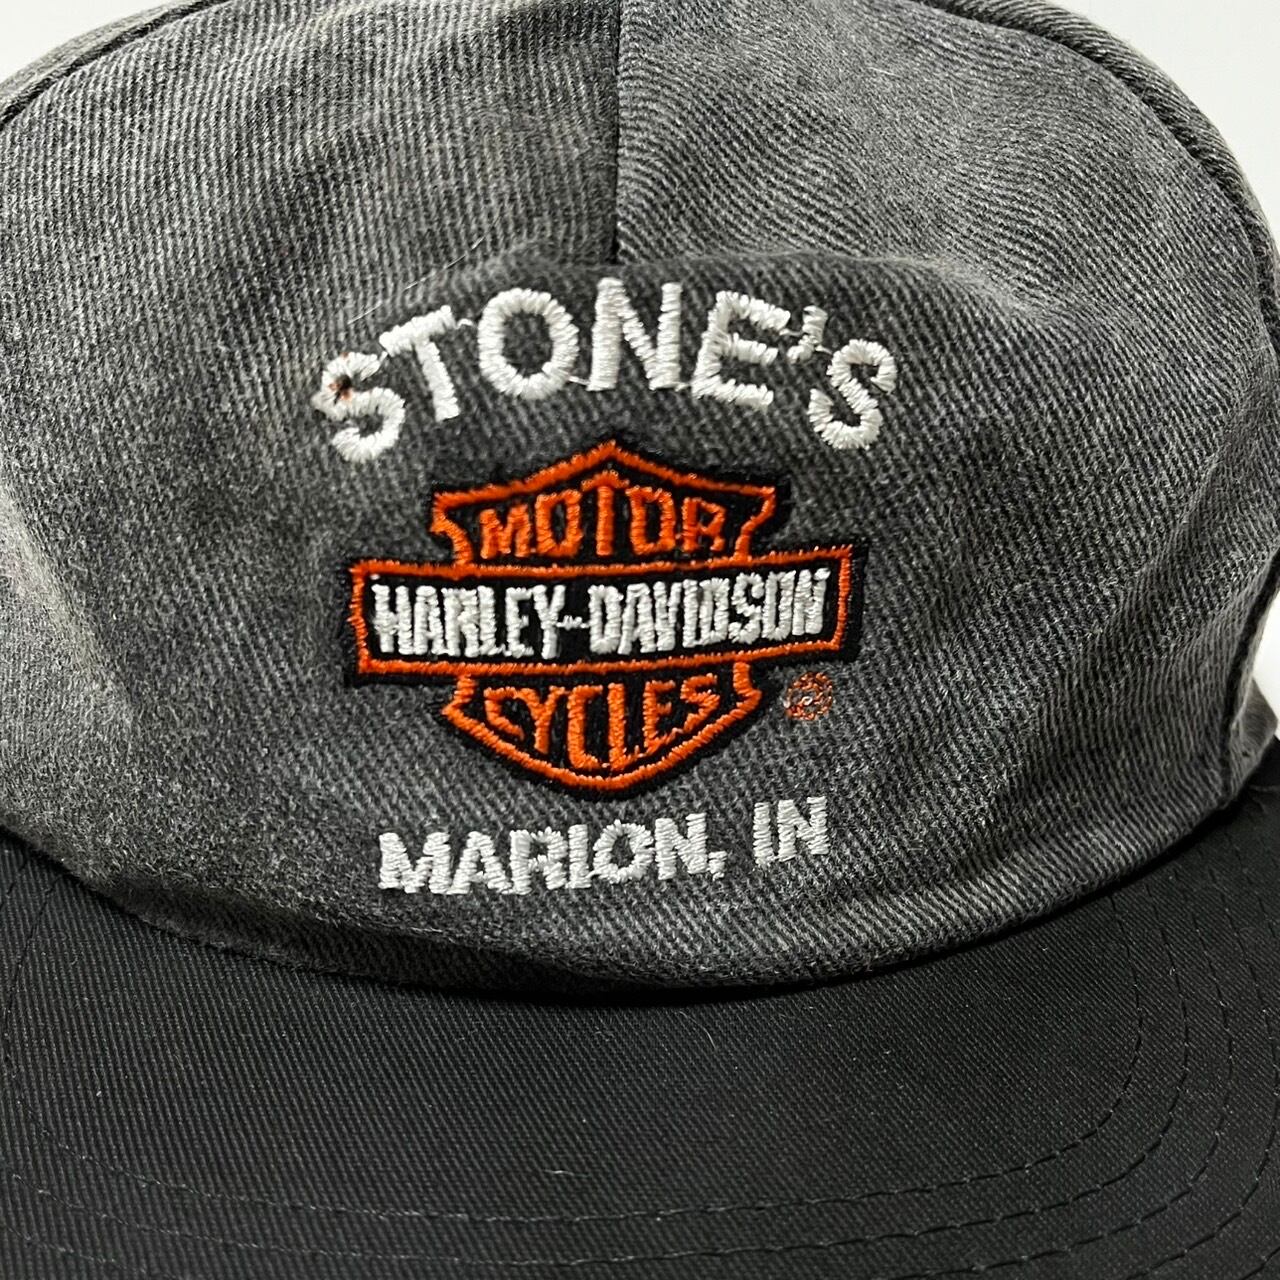 STONE'S
MOTOR
HARLEY-DAVIDSON
CYCLES
®
MARION, IN